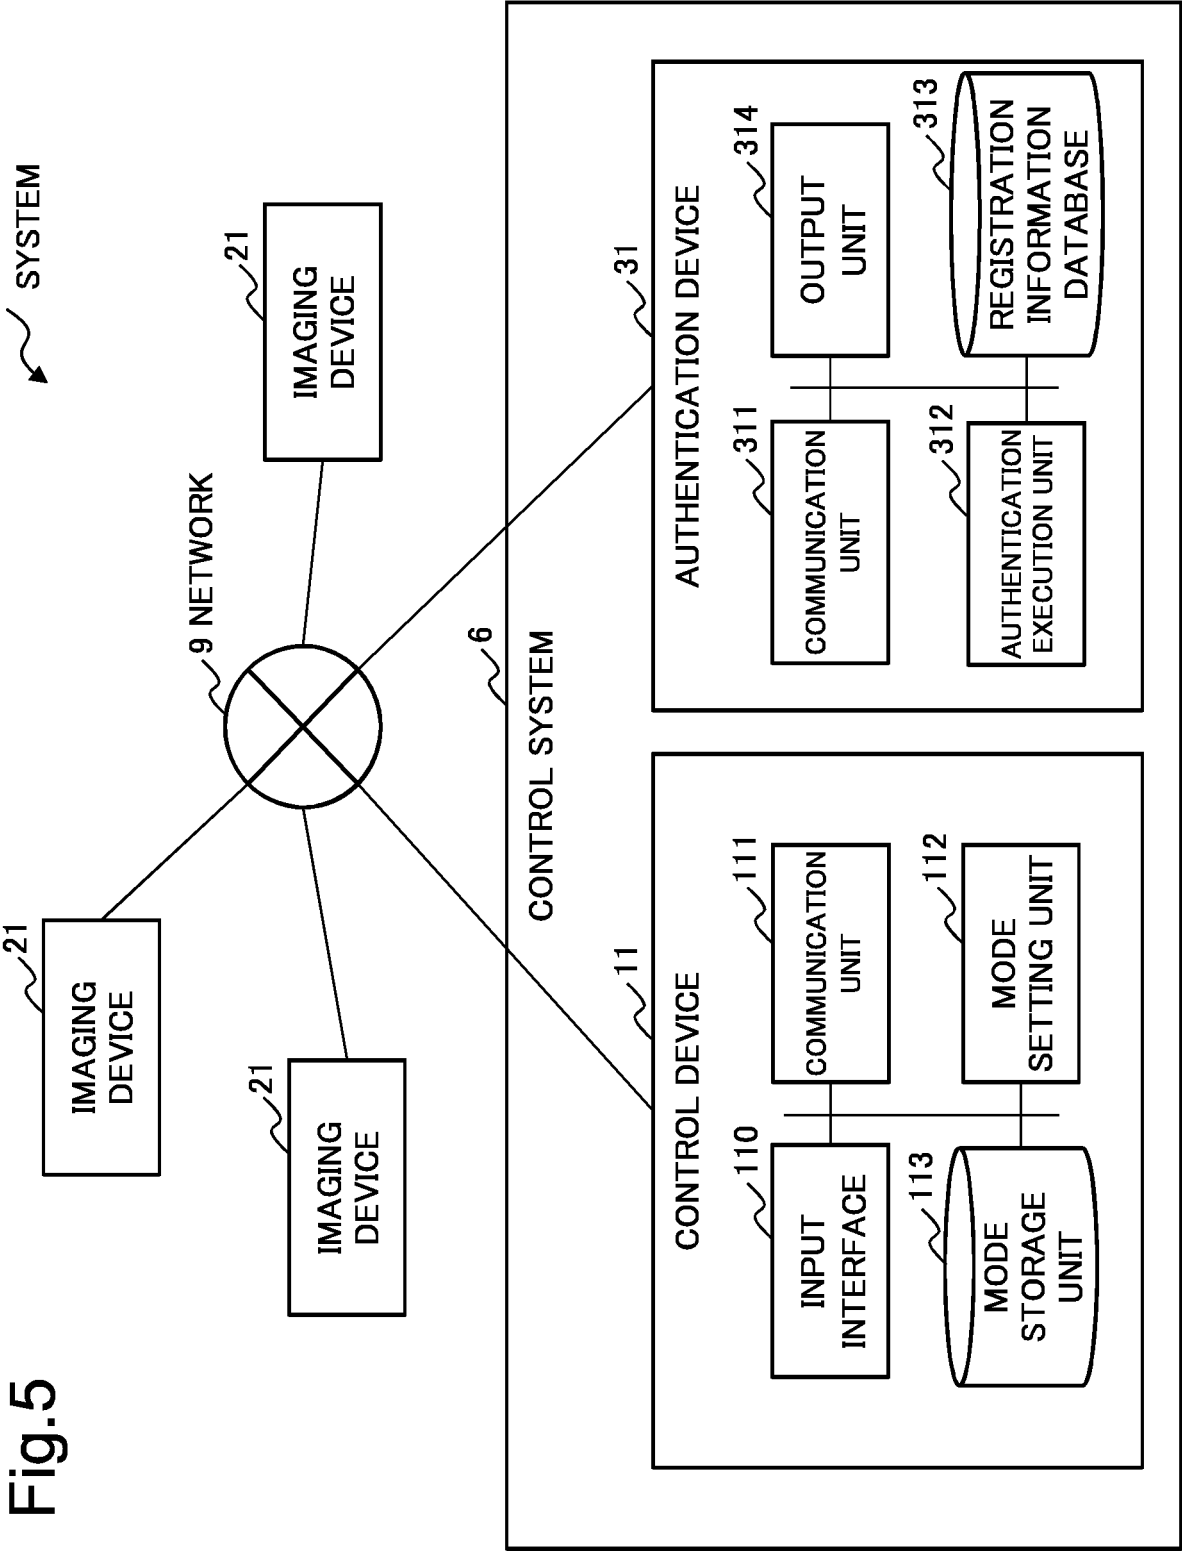 Fig.5
SYSTEM
21
IMAGING
DEVICE
21
IMAGING
DEVICE
9 NETWORK
21
IMAGING
DEVICE
6
CONTROL SYSTEM
11
CONTROL DEVICE
110
INPUT
INTERFACE
111
COMMUNICATION
UNIT
113
MODE
STORAGE
UNIT
112
MODE
SETTING UNIT
31
AUTHENTICATION DEVICE
311
COMMUNICATION
UNIT
314
OUTPUT
UNIT
312
AUTHENTICATION
EXECUTION UNIT
313
REGISTRATION
INFORMATION
DATABASE